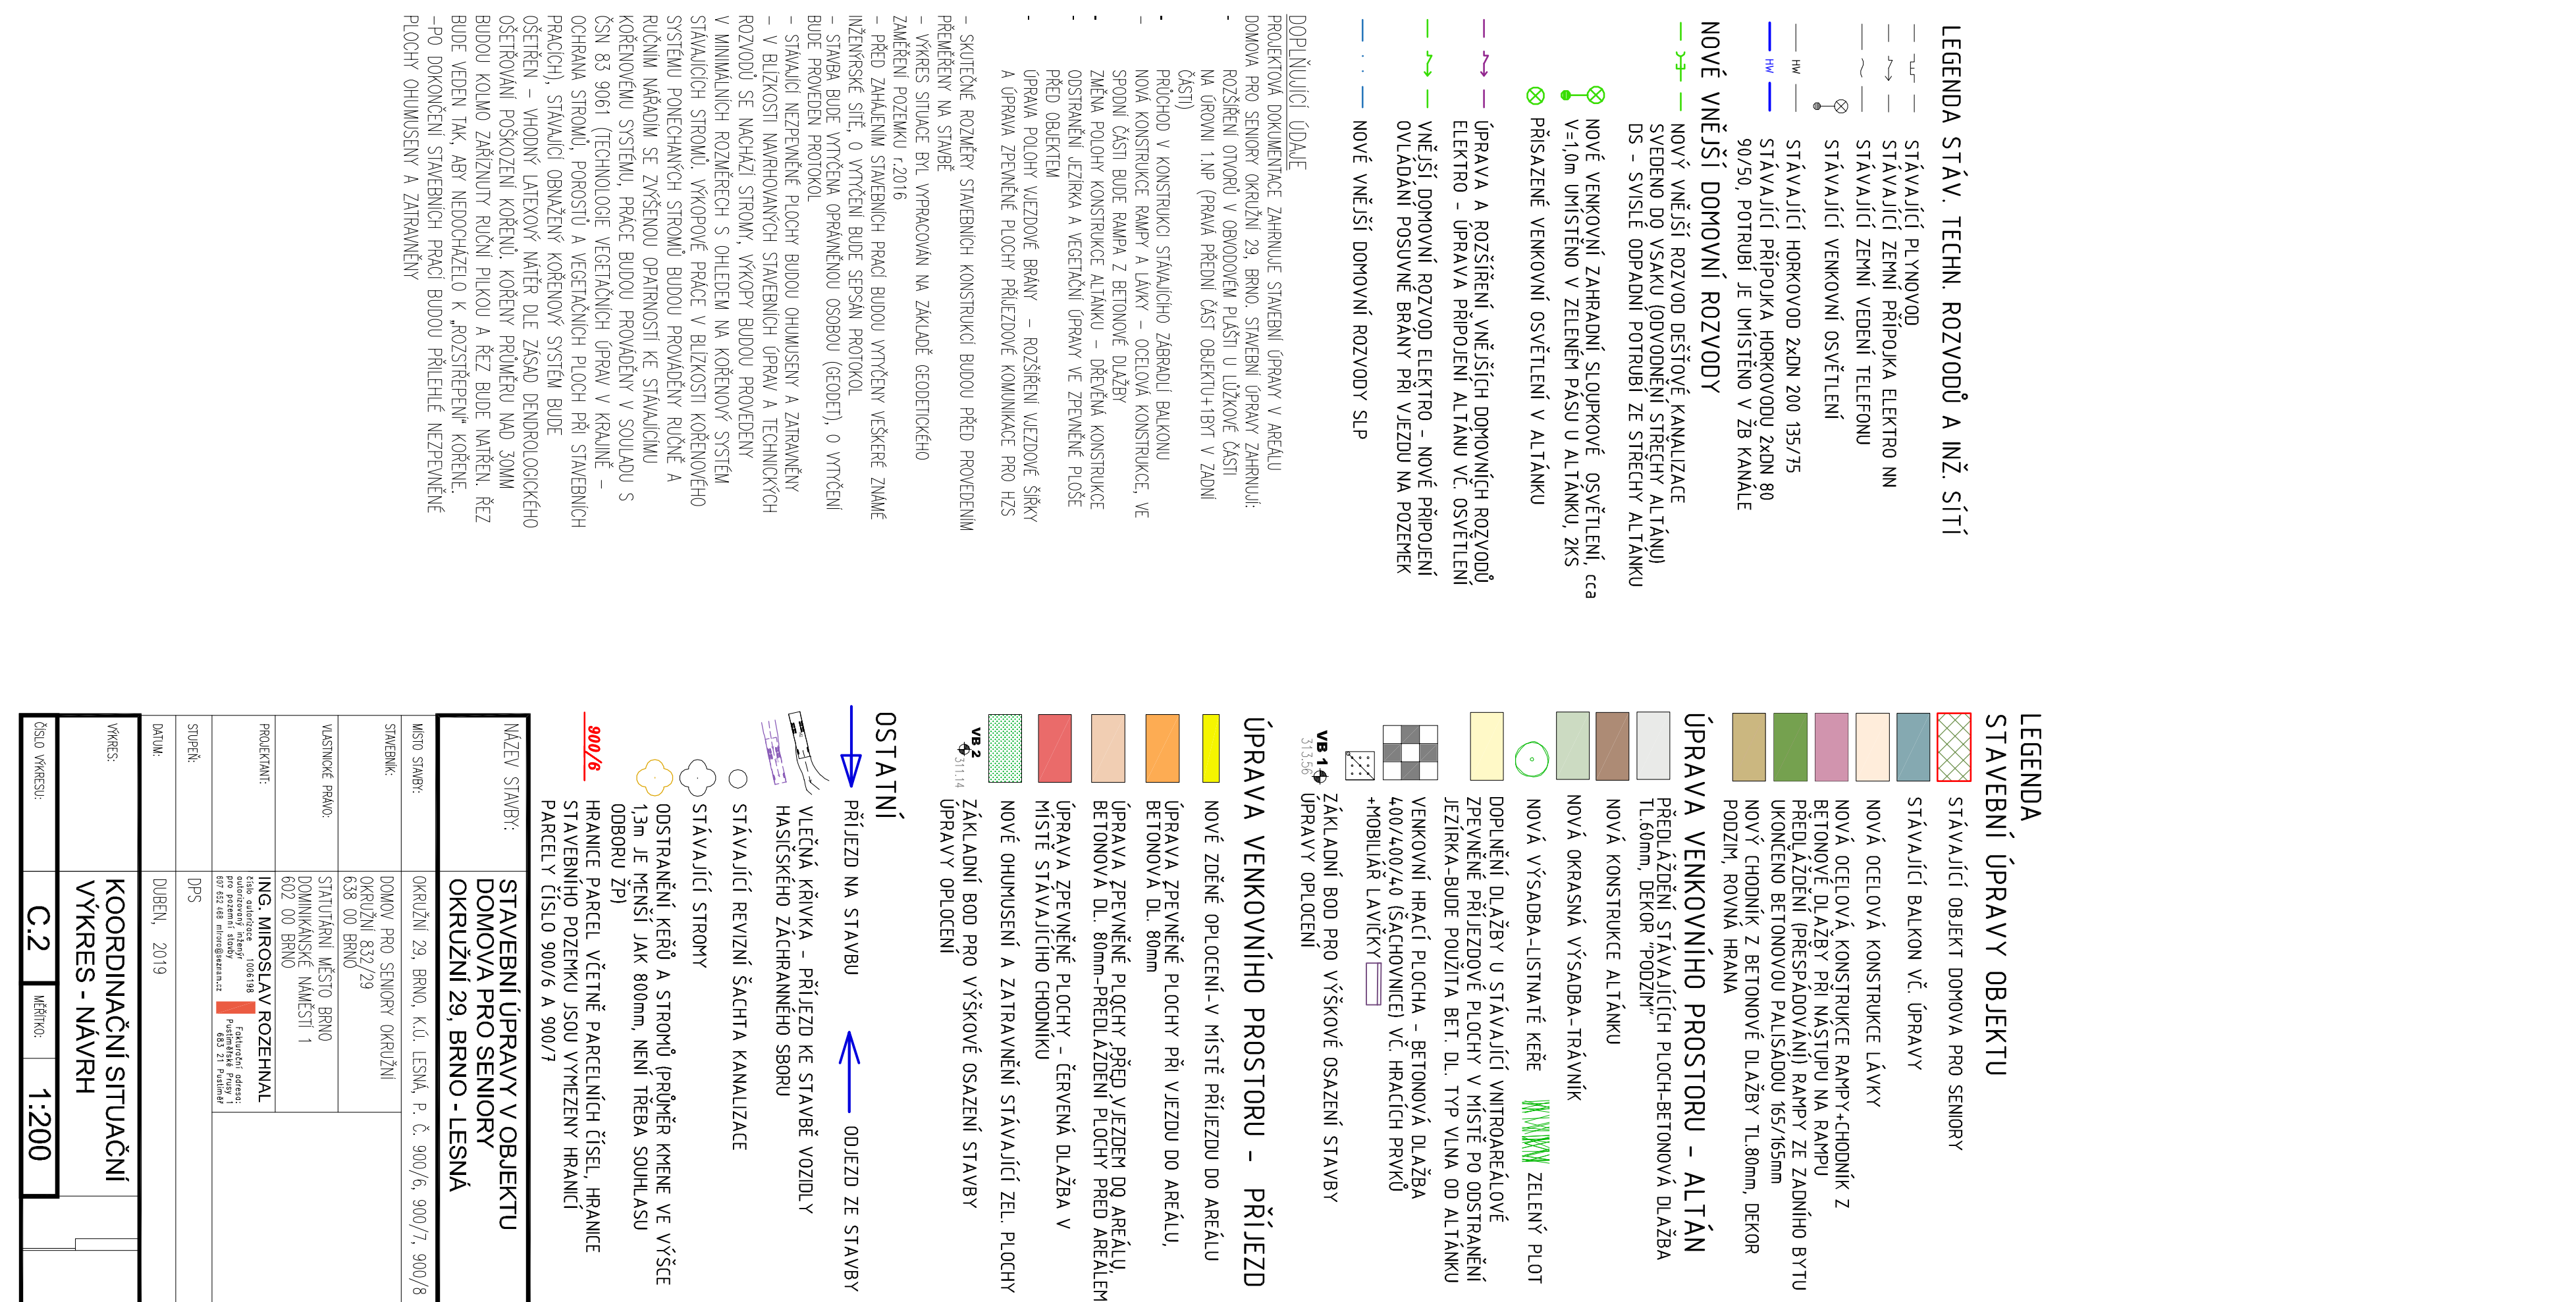 LEGENDA STÁV. TECHN. ROZVODŮ A INŽ. SÍTÍ
STÁVAJÍCÍ PLYNOVOD
STÁVAJÍCÍ ZEMNÍ PŘÍPOJKA ELEKTRO NN
STÁVAJÍCÍ ZEMNÍ VEDENÍ TELEFONU
STÁVAJÍCÍ VENKOVNÍ OSVĚTLENÍ
HW STÁVAJÍCÍ HORKOVOD 2xDN 200 135/75
HW STÁVAJÍCÍ PŘÍPOJKA HORKOVODU 2xDN 80
90/50, POTRUBÍ JE UMÍSTĚNO V ŽB KANÁLE
NOVÉ VNĚJŠÍ DOMOVNÍ ROZVODY
NOVÝ VNĚJŠÍ ROZVOD DEŠŤOVÉ KANALIZACE
SVEDENO DO VSAKU (ODVODNĚNÍ STŘECHY ALTÁNU)
DS - SVISLE ODPADNÍ POTRUBÍ ZE STŘECHY ALTÁNKU
NOVÉ VENKOVNÍ ZAHRADNÍ SLOUPKOVÉ OSVĚTLENÍ, cca
V=1,0m UMÍSTĚNO V ZELENÉM PÁSU U ALTÁNKU, 2KS
PŘISAZENÉ VENKOVNÍ OSVĚTLENÍ V ALTÁNKU
ÚPRAVA A ROZŠÍŘENÍ VNĚJŠÍCH DOMOVNÍCH ROZVODŮ
ELEKTRO - ÚPRAVA PŘIPOJENÍ ALTÁNU VČ. OSVĚTLENÍ
VNĚJŠÍ DOMOVNÍ ROZVOD ELEKTRO - NOVÉ PŘIPOJENÍ
OVLÁDÁNÍ POSUVNÉ BRÁNY PŘI VJEZDU NA POZEMEK
NOVÉ VNĚJŠÍ DOMOVNÍ ROZVODY SLP
DOPLŇUJÍCÍ ÚDAJE
PROJEKTOVÁ DOKUMENTACE ZAHRNUJE STAVEBNÍ ÚPRAVY V AREÁLU
DOMOVA PRO SENIORY OKRUŽNÍ 29, BRNO. STAVEBNÍ ÚPRAVY ZAHRNUJÍ:
- ROZŠÍŘENÍ OTVORŮ V OBVODOVÉM PLÁŠTI U LŮŽKOVÉ ČÁSTI
NA ÚROVNI 1.NP (PRAVÁ PŘEDNÍ ČÁST OBJEKTU+1BYT V ZADNÍ
ČÁSTI)
- PRŮCHOD V KONSTRUKCI STÁVAJÍCÍHO ZÁBRADLÍ BALKONU
- NOVÁ KONSTRUKCE RAMPY A LÁVKY – OCELOVÁ KONSTRUKCE, VE
SPODNÍ ČÁSTI BUDE RAMPA Z BETONOVÉ DLAŽBY
- ZMĚNA POLOHY KONSTRUKCE ALTÁNKU – DŘEVĚNÁ KONSTRUKCE
- ODSTRANĚNÍ JEZÍRKA A VEGETAČNÍ ÚPRAVY VE ZPEVNĚNÉ PLOŠE
PŘED OBJEKTEM
- ÚPRAVA POLOHY VJEZDOVÉ BRÁNY – ROZŠÍŘENÍ VJEZDOVÉ ŠÍŘKY
A ÚPRAVA ZPEVNĚNÉ PLOCHY PŘÍJEZDOVÉ KOMUNIKACE PRO HZS
– SKUTEČNÉ ROZMĚRY STAVEBNÍCH KONSTRUKCÍ BUDOU PŘED PROVEDENÍM
PŘEMĚŘENY NA STAVBĚ
– VÝKRES SITUACE BYL VYPRACOVÁN NA ZÁKLADĚ GEODETICKÉHO
ZAMĚŘENÍ POZEMKU r.2016
– PŘED ZAHÁJENÍM STAVEBNÍCH PRACÍ BUDOU VYTYČENY VEŠKERÉ ZNÁMÉ
INŽENÝRSKÉ SÍTĚ, O VYTYČENÍ BUDE SEPSÁN PROTOKOL
– STAVBA BUDE VYTYČENA OPRÁVNĚNOU OSOBOU (GEODET), O VYTYČENÍ
BUDE PROVEDEN PROTOKOL
– STÁVAJÍCÍ NEZPEVNĚNÉ PLOCHY BUDOU OHUMUSENY A ZATRAVNĚNY
– V BLÍZKOSTI NAVRHOVANÝCH STAVEBNÍCH ÚPRAV A TECHNICKÝCH
ROZVODŮ SE NACHÁZÍ STROMY, VÝKOPY BUDOU PROVEDENY
V MINIMÁLNÍCH ROZMĚRECH S OHLEDEM NA KOŘENOVÝ SYSTÉM
STÁVAJÍCÍCH STROMŮ. VÝKOPOVÉ PRÁCE V BLÍZKOSTI KOŘENOVÉHO
SYSTÉMU PONECHANÝCH STROMŮ BUDOU PROVÁDĚNY RUČNĚ A
RUČNÍM NÁŘADÍM SE ZVÝŠENOU OPATRNOSTÍ KE STÁVAJÍCÍMU
KOŘENOVÉMU SYSTÉMU, PRÁCE BUDOU PROVÁDĚNY V SOULADU S
ČSN 83 9061 (TECHNOLOGIE VEGETAČNÍCH ÚPRAV V KRAJINĚ –
OCHRANA STROMŮ, POROSTŮ A VEGETAČNÍCH PLOCH PŘI STAVEBNÍCH
PRACÍCH), STÁVAJÍCÍ OBNAŽENÝ KOŘENOVÝ SYSTÉM BUDE
OŠETŘEN – VHODNÝ LATEXOVÝ NÁTĚR DLE ZÁSAD DENDROLOGICKÉHO
OŠETŘOVÁNÍ POŠKOZENÍ KOŘENŮ. KOŘENY PRŮMĚRU NAD 30MM
BUDOU KOLMO ZAŘÍZNUTY RUČNÍ PILKOU A ŘEZ BUDE NATŘEN. ŘEZ
BUDE VEDEN TAK, ABY NEDOCHÁZELO K „ROZSTŘEPENÍ“ KOŘENE.
–PO DOKONČENÍ STAVEBNÍCH PRACÍ BUDOU PŘILEHLÉ NEZPEVNĚNÉ
PLOCHY OHUMUSENY A ZATRAVNĚNY
LEGENDA
STAVEBNÍ ÚPRAVY OBJEKTU
STÁVAJÍCÍ OBJEKT DOMOVA PRO SENIORY
STÁVAJÍCÍ BALKON VČ. ÚPRAVY
NOVÁ OCELOVÁ KONSTRUKCE LÁVKY
NOVÁ OCELOVÁ KONSTRUKCE RAMPY+CHODNÍK Z
BETONOVÉ DLAŽBY PŘI NÁSTUPU NA RAMPU
PŘEDLÁŽDĚNÍ (PŘESPÁDOVÁNÍ) RAMPY ZE ZADNÍHO BYTU
UKONČENO BETONOVOU PALISÁDOU 165/165mm
NOVÝ CHODNÍK Z BETONOVÉ DLAŽBY TL.80mm, DEKOR
PODZIM, ROVNÁ HRANA
ÚPRAVA VENKOVNÍHO PROSTORU - ALTÁN
PŘEDLÁŽDĚNÍ STÁVAJÍCÍCH PLOCH-BETONOVÁ DLAŽBA
TL.60mm, DEKOR "PODZIM"
NOVÁ KONSTRUKCE ALTÁNKU
NOVÁ OKRASNÁ VÝSADBA-TRÁVNÍK
NOVÁ VÝSADBA-LISTNATÉ KEŘE ZELENÝ PLOT
DOPLNĚNÍ DLAŽBY U STÁVAJÍCÍ VNITROAREÁLOVÉ
ZPEVNĚNÉ PŘÍJEZDOVÉ PLOCHY V MÍSTĚ PO ODSTRANĚNÍ
JEZÍRKA-BUDE POUŽITA BET. DL. TYP VLNA OD ALTÁNKU
VENKOVNÍ HRACÍ PLOCHA - BETONOVÁ DLAŽBA
400/400/40 (ŠACHOVNICE) VČ. HRACÍCH PRVKŮ
+MOBILIÁŘ LAVIČKY
VB 1
313.56
ZÁKLADNÍ BOD PRO VÝŠKOVÉ OSAZENÍ STAVBY
ÚPRAVY OPLOCENÍ
ÚPRAVA VENKOVNÍHO PROSTORU - PŘÍJEZD
NOVÉ ZDĚNÉ OPLOCENÍ-V MÍSTĚ PŘÍJEZDU DO AREÁLU
ÚPRAVA ZPEVNĚNÉ PLOCHY PŘI VJEZDU DO AREÁLU,
BETONOVÁ DL. 80mm
ÚPRAVA ZPEVNĚNÉ PLOCHY PŘED VJEZDEM DO AREÁLU,
BETONOVÁ DL. 80mm-PŘEDLÁŽDĚNÍ PLOCHY PŘED AREÁLEM
ÚPRAVA ZPEVNĚNÉ PLOCHY, - ČERVENÁ DLAŽBA V
MÍSTĚ STÁVAJÍCÍHO CHODNÍKU
NOVÉ OHUMUSENÍ A ZATRAVNĚNÍ STÁVAJÍCÍ ZEL. PLOCHY
VB 2
311.14
ZÁKLADNÍ BOD PRO VÝŠKOVÉ OSAZENÍ STAVBY
ÚPRAVY OPLOCENÍ
OSTATNÍ
PŘÍJEZD NA STAVBU ODJEZD ZE STAVBY
VLEČNÁ KŘIVKA - PŘÍJEZD KE STAVBĚ VOZIDLY
HASIČSKÉHO ZÁCHRANNÉHO SBORU
STÁVAJÍCÍ REVIZNÍ ŠACHTA KANALIZACE
STÁVAJÍCÍ STROMY
ODSTRANĚNÍ KEŘŮ A STROMŮ (PRŮMĚR KMENE VE VÝŠCE
1,3m JE MENŠÍ JAK 800mm, NENÍ TŘEBA SOUHLASU
ODBORU ŽP)
900/6
HRANICE PARCEL VČETNĚ PARCELNÍCH ČÍSEL, HRANICE
STAVEBNÍHO POZEMKU JSOU VYMEZENY HRANICÍ
PARCELY ČÍSLO 900/6 A 900/7
NÁZEV STAVBY:
STAVEBNÍ ÚPRAVY V OBJEKTU
DOMOVA PRO SENIORY
OKRUŽNÍ 29, BRNO - LESNÁ
MÍSTO STAVBY: OKRUŽNÍ 29, BRNO, K.Ú. LESNÁ, P. Č. 900/6, 900/7, 900/8
STAVEBNÍK: DOMOV PRO SENIORY OKRUŽNÍ
OKRUŽNÍ 832/29
638 00 BRNO
VLASTNICKÉ PRÁVO: STATUTÁRNÍ MĚSTO BRNO
DOMINIKÁNSKÉ NÁMĚSTÍ 1
602 00 BRNO
PROJEKTANT: ING. MIROSLAV ROZEHNAL
číslo autorizace 1006198
autorizovaný inženýr
pro pozemní stavby
607 652 468 miroro@seznam.cz
Fakturační adresa:
Pustiměřské Prusy 1
683 21 Pustiměř
STUPEŇ: DPS
DATUM: DUBEN, 2019
VÝKRES: KOORDINAČNÍ SITUAČNÍ
VÝKRES - NÁVRH
ČÍSLO VÝKRESU: C.2 MĚŘÍTKO: 1:200